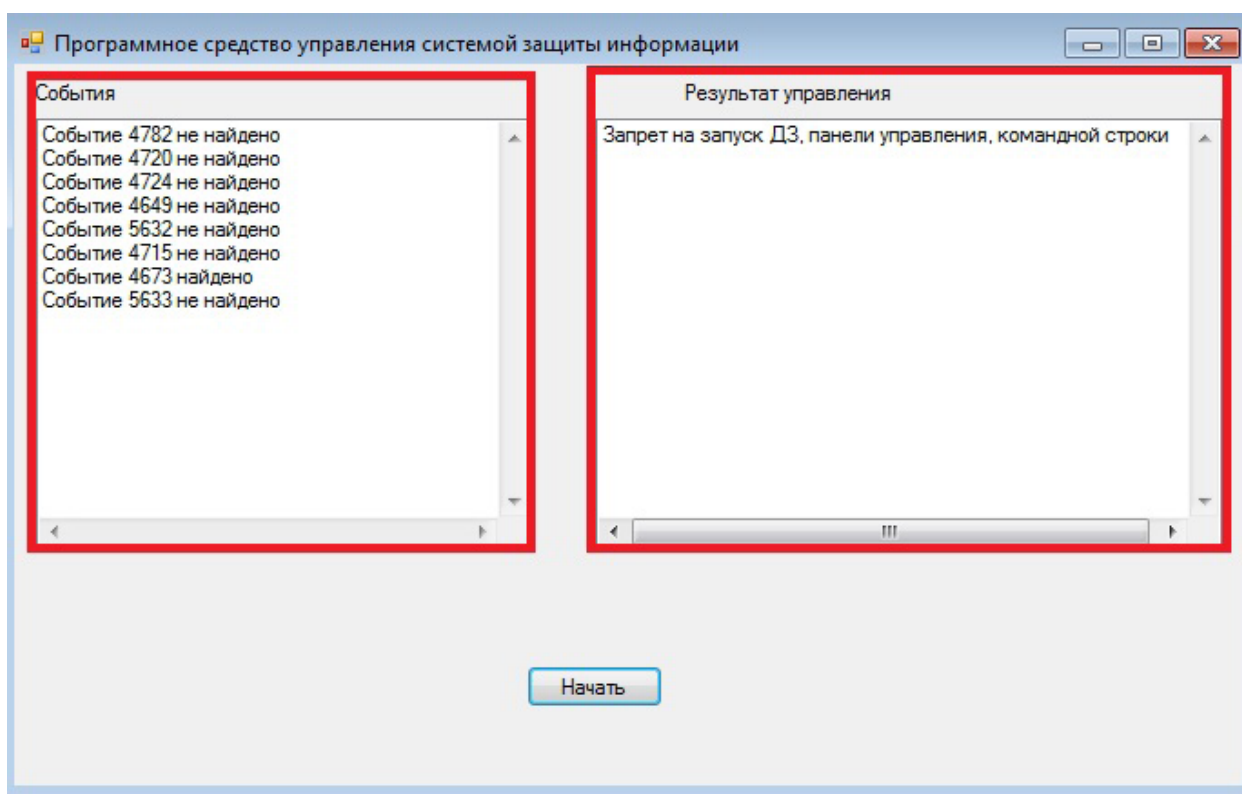 Программное средство управления системой защиты информации
События
Событие 4782 не найдено
Событие 4720 не найдено
Событие 4724 не найдено
Событие 4649 не найдено
Событие 5632 не найдено
Событие 4715 не найдено
Событие 4673 найдено
Событие 5633 не найдено
Результат управления
Запрет на запуск ДЗ, панели управления, командной строки
Начать